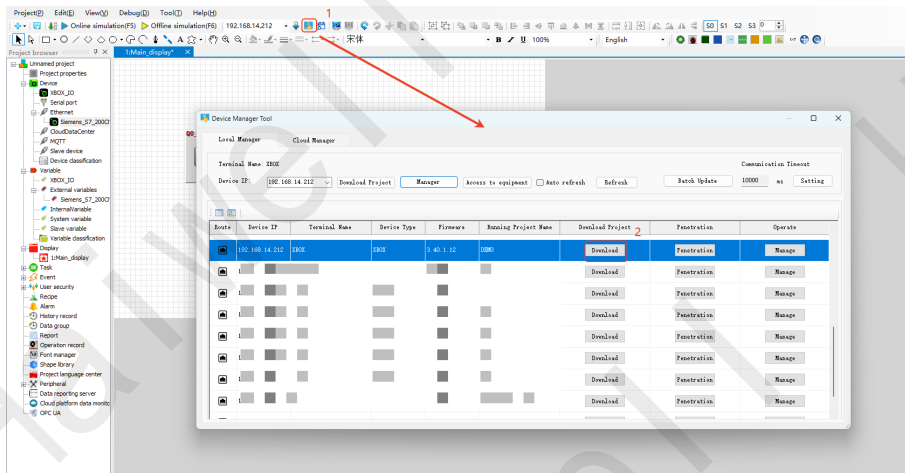 Project(P) Edit(E) View(V) Debug(D) Tool(T) Help(H)
1
Online simulation(F5) Offline simulation(F6) 192.168.14.212 S0 S1 S2 S3 0
A 宋体 B Z U 100% English
Project browser 1:Main_display* X
Unnamed project
Project properties
Device
XBOX_IO
Serial port
Ethernet
Siemens_S7_200
CloudDataCenter
MQTT
Slave device
Device classification
Variable
XBOX_IO
External variables
Siemens_S7_200
InternalVariable
System variable
Slave variable
Variable classification
Display
1:Main_display
Task
Event
User security
Recipe
Alarm
History record
Data group
Report
Operation record
Font manager
Shape library
Project language center
Peripheral
Data reporting server
Cloud platform data monitc
OPC UA
Device Manager Tool
Local Manager Cloud Manager
Terminal Name: XBOX Communication Timeout
Device IP: 192.168.14.212 Download Project Manager Access to equipment Auto refresh Refresh Batch Update 10000 ms Setting
Route Device IP Terminal Name Device Type Firmware Running Project Name Download Project Penetration Operate
2
192.168.14.212 XBOX XBOX 3.40.1.12 DEMO Download Penetration Manage
Download Penetration Manage
Download Penetration Manage
Download Penetration Manage
Download Penetration Manage
Download Penetration Manage
Download Penetration Manage
Download Penetration Manage
Haiwell